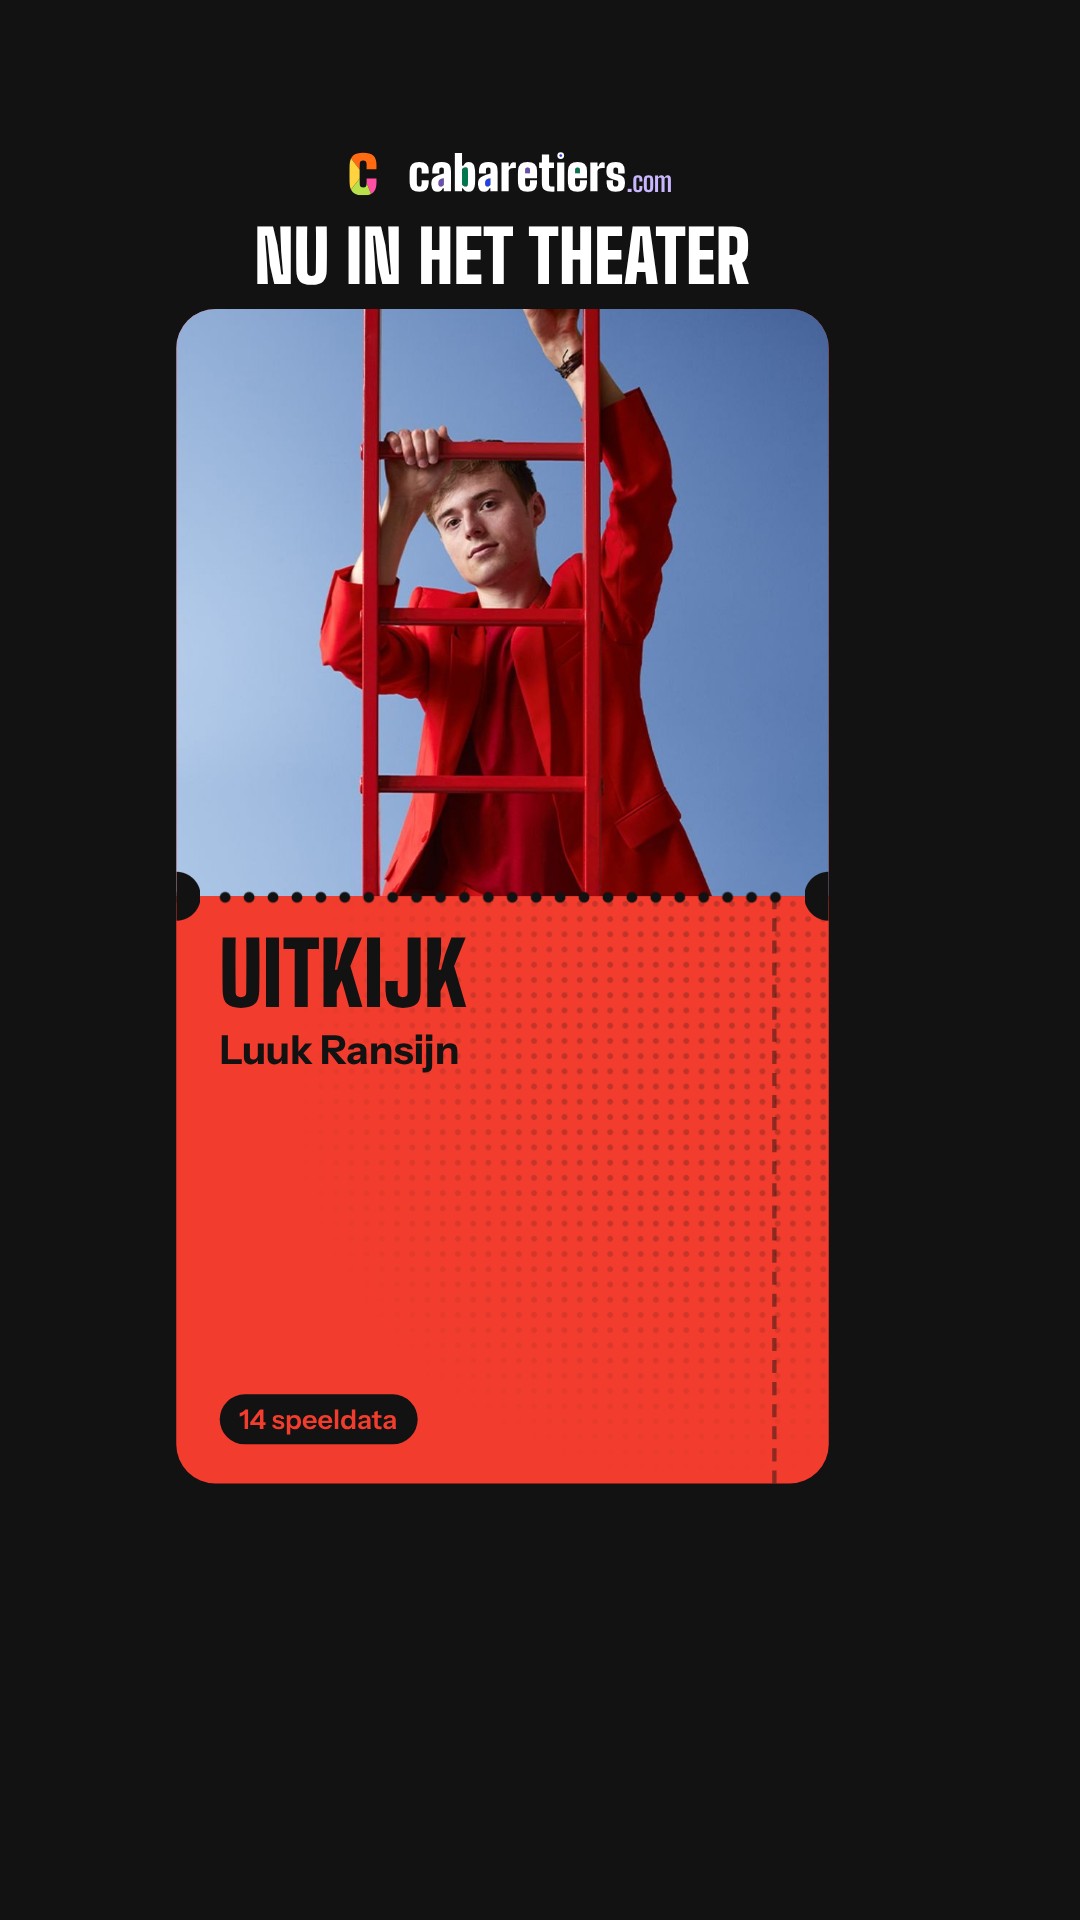 C cabaretiers.com
NU IN HET THEATER
UITKIJK
Luuk Ransijn
14 speeldata